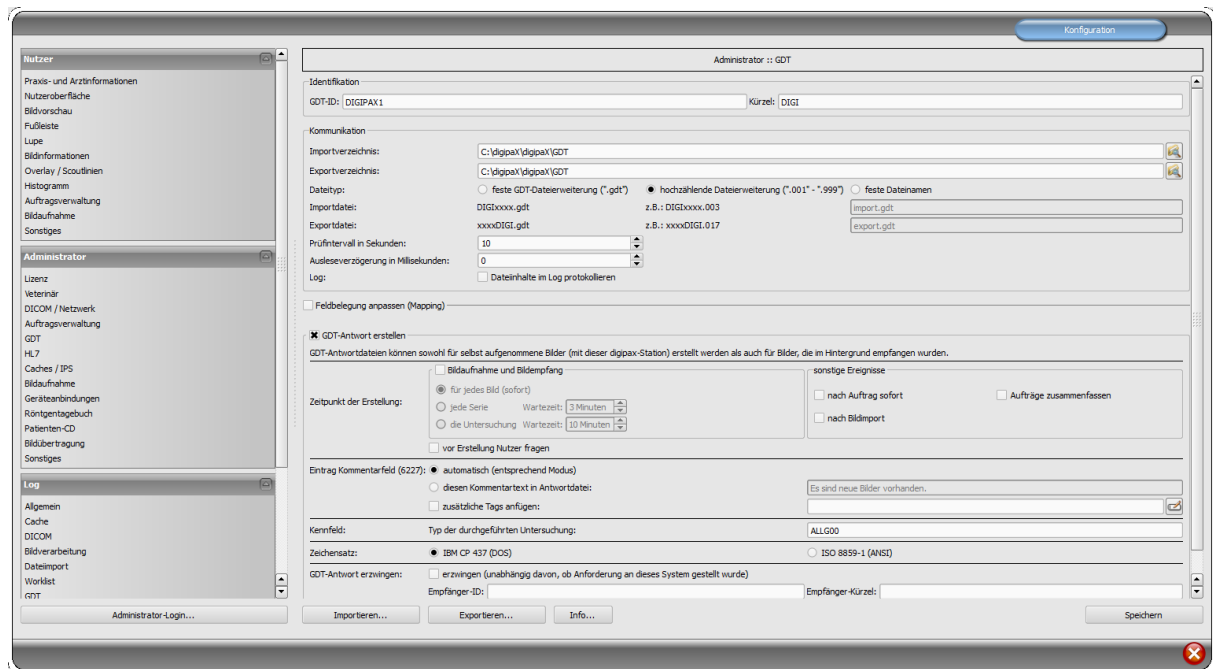 Konfiguration
Nutzer
Praxis- und Arztinformationen
Nutzeroberfläche
Bildvorschau
Fußleiste
Lupe
Bildinformationen
Overlay / Scoutlinien
Histogramm
Auftragsverwaltung
Bildaufnahme
Sonstiges
Administrator
Lizenz
Veterinär
DICOM / Netzwerk
Auftragsverwaltung
GDT
HL7
Caches / IPS
Bildaufnahme
Geräteanbindungen
Röntgentagebuch
Patienten-CD
Bildübertragung
Sonstiges
Log
Allgemein
Cache
DICOM
Bildverarbeitung
Dateiimport
Worklist
GDT
Administrator-Login...
Administrator :: GDT
Identifikation
GDT-ID: DIGIPAX1 Kürzel: DIGI
Kommunikation
Importverzeichnis: C:\digipaX\digipaX\GDT
Exportverzeichnis: C:\digipaX\digipaX\GDT
Dateityp: feste GDT-Dateierweiterung (".gdt") hochzählende Dateierweiterung (".001" - ".999") feste Dateinamen
Importdatei: DIGIxxxx.gdt z.B.: DIGIxxxx.003 import.gdt
Exportdatei: xxxxDIGI.gdt z.B.: xxxxDIGI.017 export.gdt
Prüfintervall in Sekunden: 10
Ausleseverzögerung in Millisekunden: 0
Log: Dateiinhalte im Log protokollieren
Feldbelegung anpassen (Mapping)
GDT-Antwort erstellen
GDT-Antwortdateien können sowohl für selbst aufgenommene Bilder (mit dieser digipax-Station) erstellt werden als auch für Bilder, die im Hintergrund empfangen wurden.
Zeitpunkt der Erstellung:
Bildaufnahme und Bildempfang
für jedes Bild (sofort)
jede Serie Wartezeit: 3 Minuten
die Untersuchung Wartezeit: 10 Minuten
sonstige Ereignisse
nach Auftrag sofort Aufträge zusammenfassen
nach Bildimport
vor Erstellung Nutzer fragen
Eintrag Kommentarfeld (6227): automatisch (entsprechend Modus)
diesen Kommentartext in Antwortdatei: Es sind neue Bilder vorhanden.
zusätzliche Tags anfügen:
Kennfeld: Typ der durchgeführten Untersuchung: ALLG00
Zeichensatz: IBM CP 437 (DOS) ISO 8859-1 (ANSI)
GDT-Antwort erzwingen: erzwingen (unabhängig davon, ob Anforderung an dieses System gestellt wurde)
Empfänger-ID: Empfänger-Kürzel:
Importieren... Exportieren... Info... Speichern